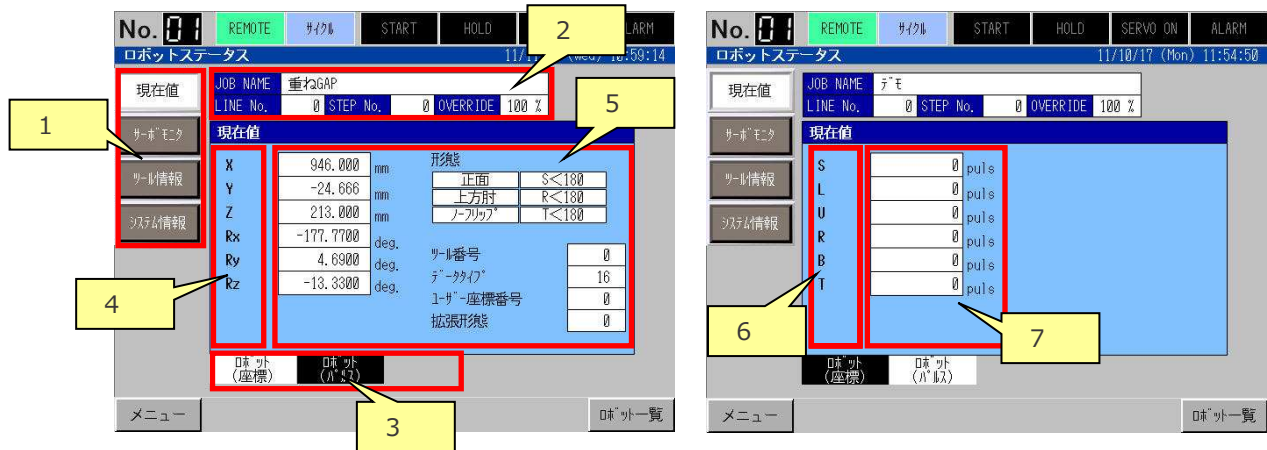 No. 01 REMOTE サイクル START HOLD LARM
ロボットステータス
現在値
サーボモニタ
ツール情報
システム情報
JOB NAME 重ねGAP
LINE No. 0 STEP No. 0 OVERRIDE 100 %
現在値
X 946.000 mm
Y -24.666 mm
Z 213.000 mm
Rx -177.7700 deg.
Ry 4.6900 deg.
Rz -13.3300 deg.
形態
正面 S<180
上方肘 R<180
ノーフリップ T<180
ツール番号 0
データタイプ 16
ユーザー座標番号 0
拡張形態 0
ロボット
(座標)
ロボット
(パルス)
メニュー
ロボット一覧
1
2
3
4
5
No. 01 REMOTE サイクル START HOLD SERVO ON ALARM
ロボットステータス 11/10/17 (Mon) 11:54:50
現在値
サーボモニタ
ツール情報
システム情報
JOB NAME デモ
LINE No. 0 STEP No. 0 OVERRIDE 100 %
現在値
S 0 puls
L 0 puls
U 0 puls
R 0 puls
B 0 puls
T 0 puls
ロボット
(座標)
ロボット
(パルス)
メニュー
ロボット一覧
6
7